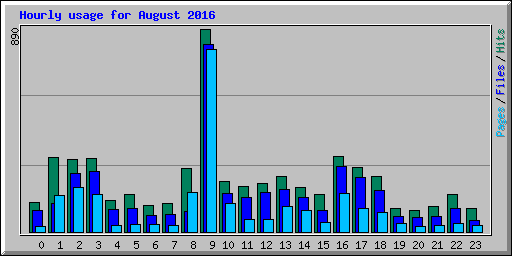 Hourly usage for August 2016
890
Pages / Files / Hits
0 1 2 3 4 5 6 7 8 9 10 11 12 13 14 15 16 17 18 19 20 21 22 23